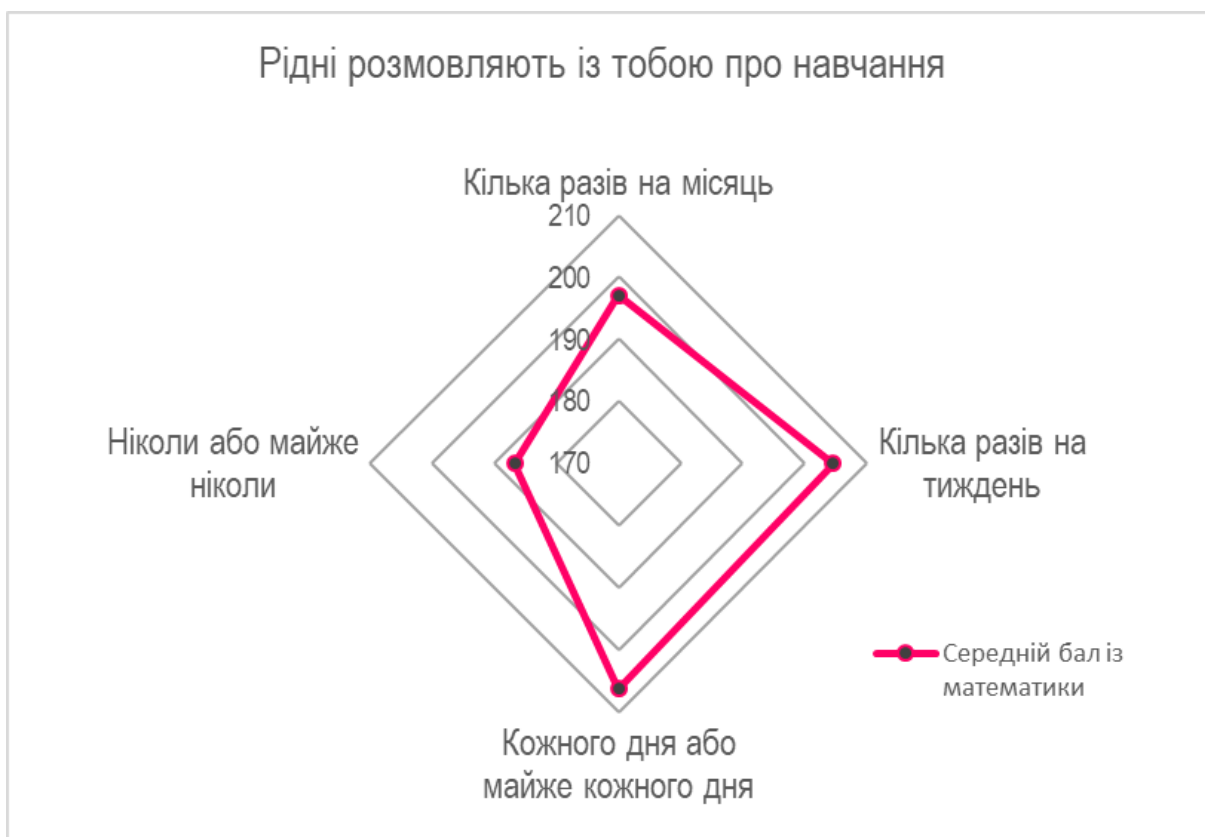 Рідні розмовляють із тобою про навчання
Кілька разів на місяць
210
200
190
180
170
Ніколи або майже
ніколи
Кілька разів на
тиждень
Середній бал із
математики
Кожного дня або
майже кожного дня